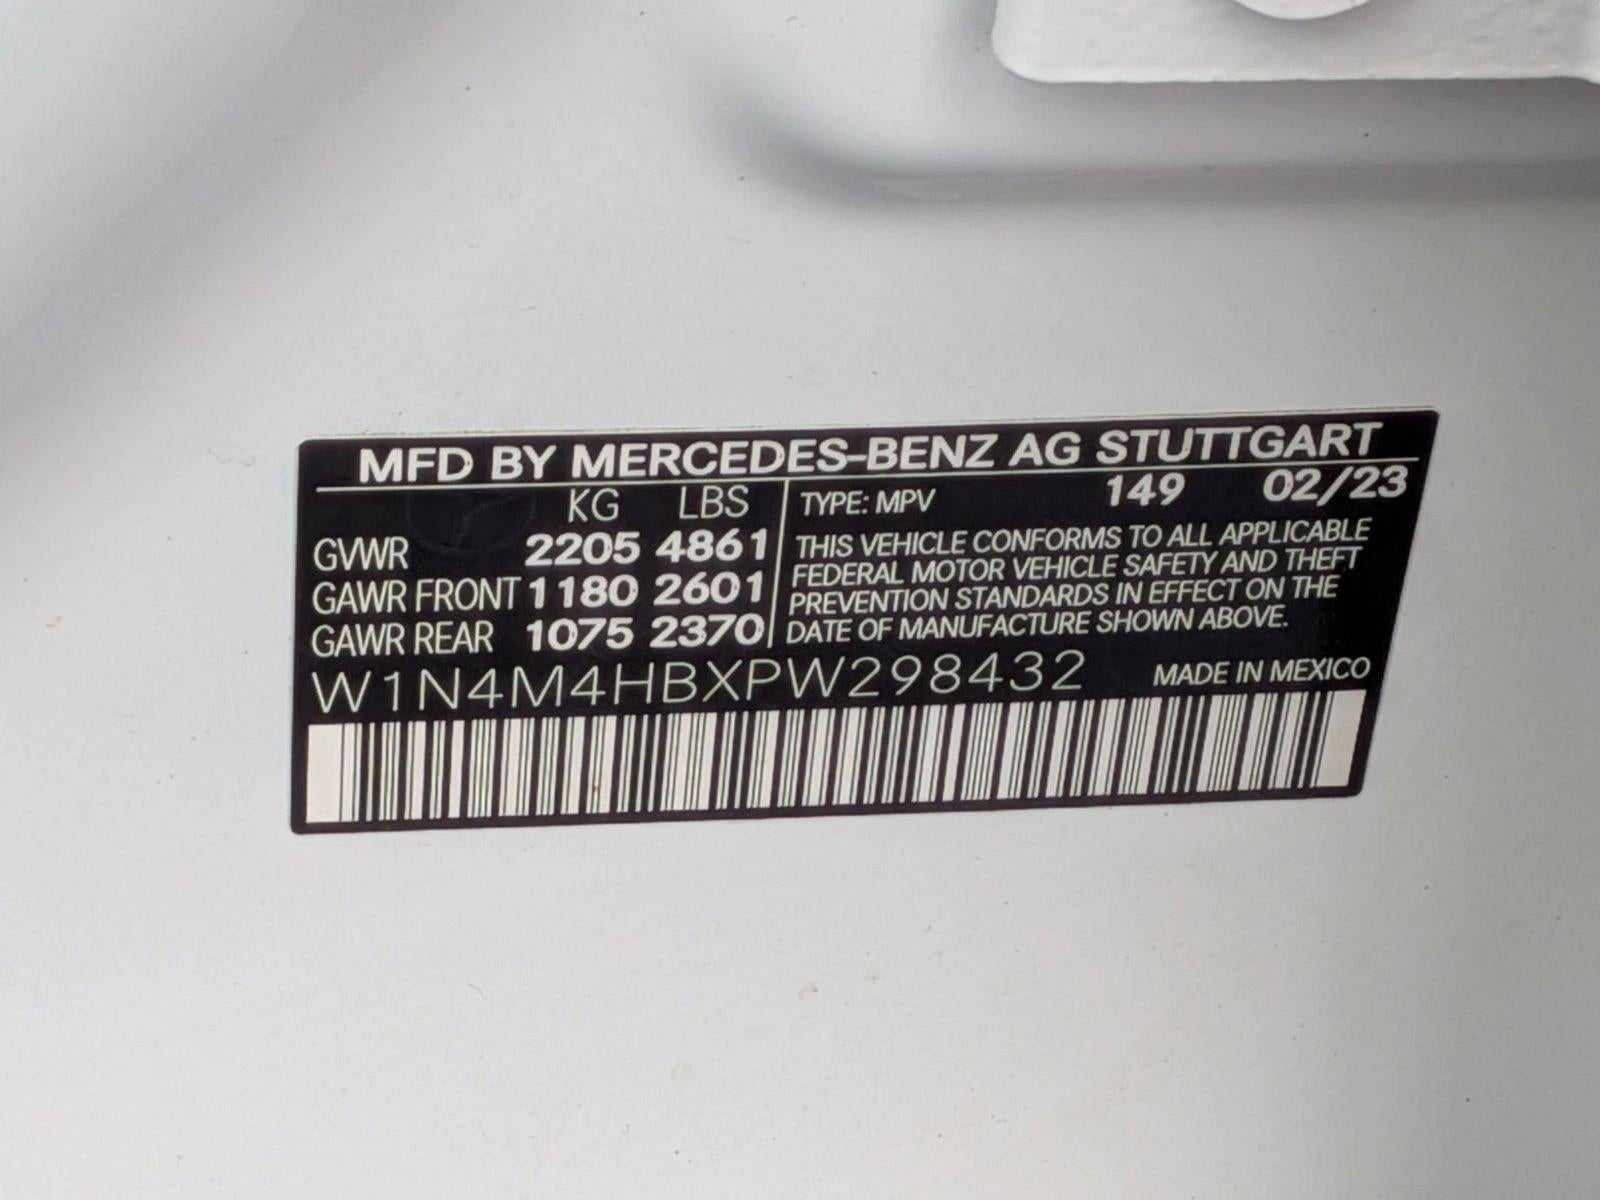 MFD BY MERCEDES-BENZ AG STUTTGART
KG LBS
GVWR 2205 4861
GAWR FRONT 1180 2601
GAWR REAR 1075 2370
TYPE: MPV 149 02/23
THIS VEHICLE CONFORMS TO ALL APPLICABLE
FEDERAL MOTOR VEHICLE SAFETY AND THEFT
PREVENTION STANDARDS IN EFFECT ON THE
DATE OF MANUFACTURE SHOWN ABOVE.
W1N4M4HBXPW298432 MADE IN MEXICO